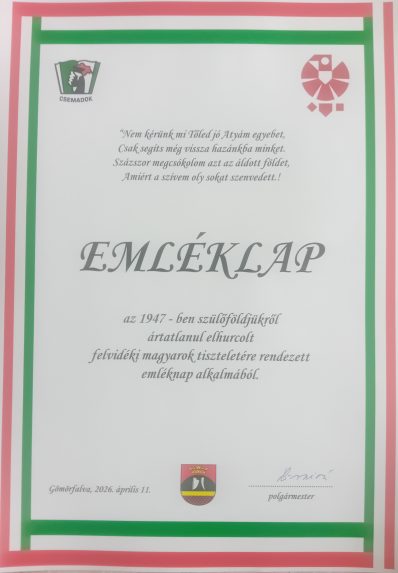 CSEMADOK
"Nem kérünk mi Tőled jó Atyám egyebet,
Csak segíts még vissza hazánkba minket.
Százszor megcsókolom azt az áldott földet,
Amiért a szívem oly sokat szenvedett.!
EMLÉKLAP
az 1947 - ben szülőföldjükről
ártatlanul elhurcolt
felvidéki magyarok tiszteletére rendezett
emléknap alkalmából.
Gömörfalva, 2026. április 11.
polgármester